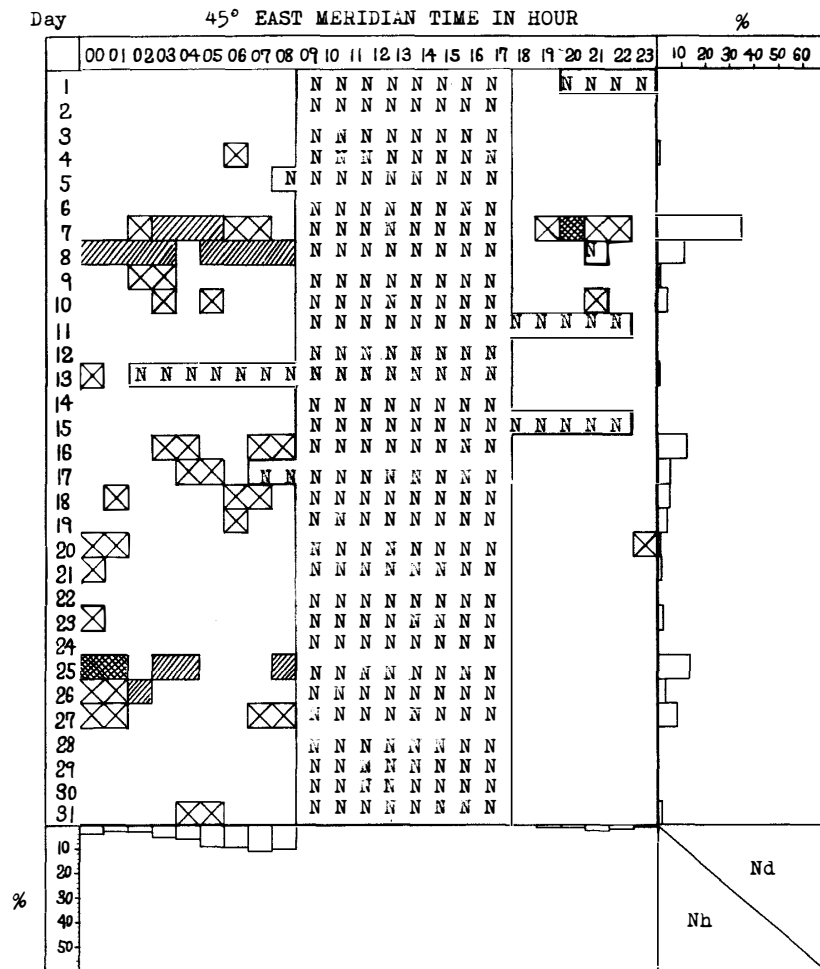 Day 45° EAST MERIDIAN TIME IN HOUR %
00 01 02 03 04 05 06 07 08 09 10 11 12 13 14 15 16 17 18 19 20 21 22 23 10 20 30 40 50 60
1 N N N N N N N N N N N N
2 N N N N N N N N
3 N N N N N N N N
4 N N N N N N N N
5 N N N N N N N N N
6 N N N N N N N N
7 N N N N N N N N
8 N N N N N N N N N
9 N N N N N N N N
10 N N N N N N N N
11 N N N N N N N N N N N N N
12 N N N N N N N N
13 N N N N N N N N N N N N N N N
14 N N N N N N N N
15 N N N N N N N N N N N N N
16 N N N N N N N N
17 N N N N N N N N N N
18 N N N N N N N N
19 N N N N N N N N
20 N N N N N N N N
21 N N N N N N N N
22 N N N N N N N N
23 N N N N N N N N
24 N N N N N N N N
25 N N N N N N N N
26 N N N N N N N N
27 N N N N N N N N
28 N N N N N N N N
29 N N N N N N N N
30 N N N N N N N N
31 N N N N N N N N
10
20 Nd
30
% 40 Nh
50